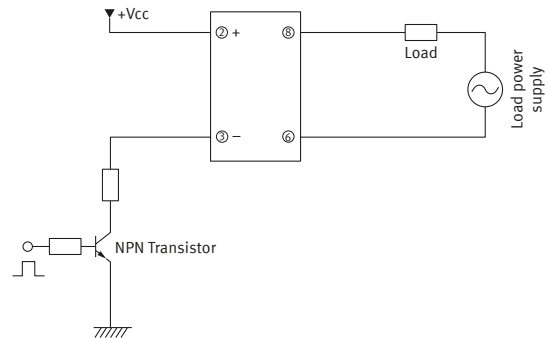 +Vcc
② +
⑧
Load
Load power
supply
③ −
⑥
NPN Transistor